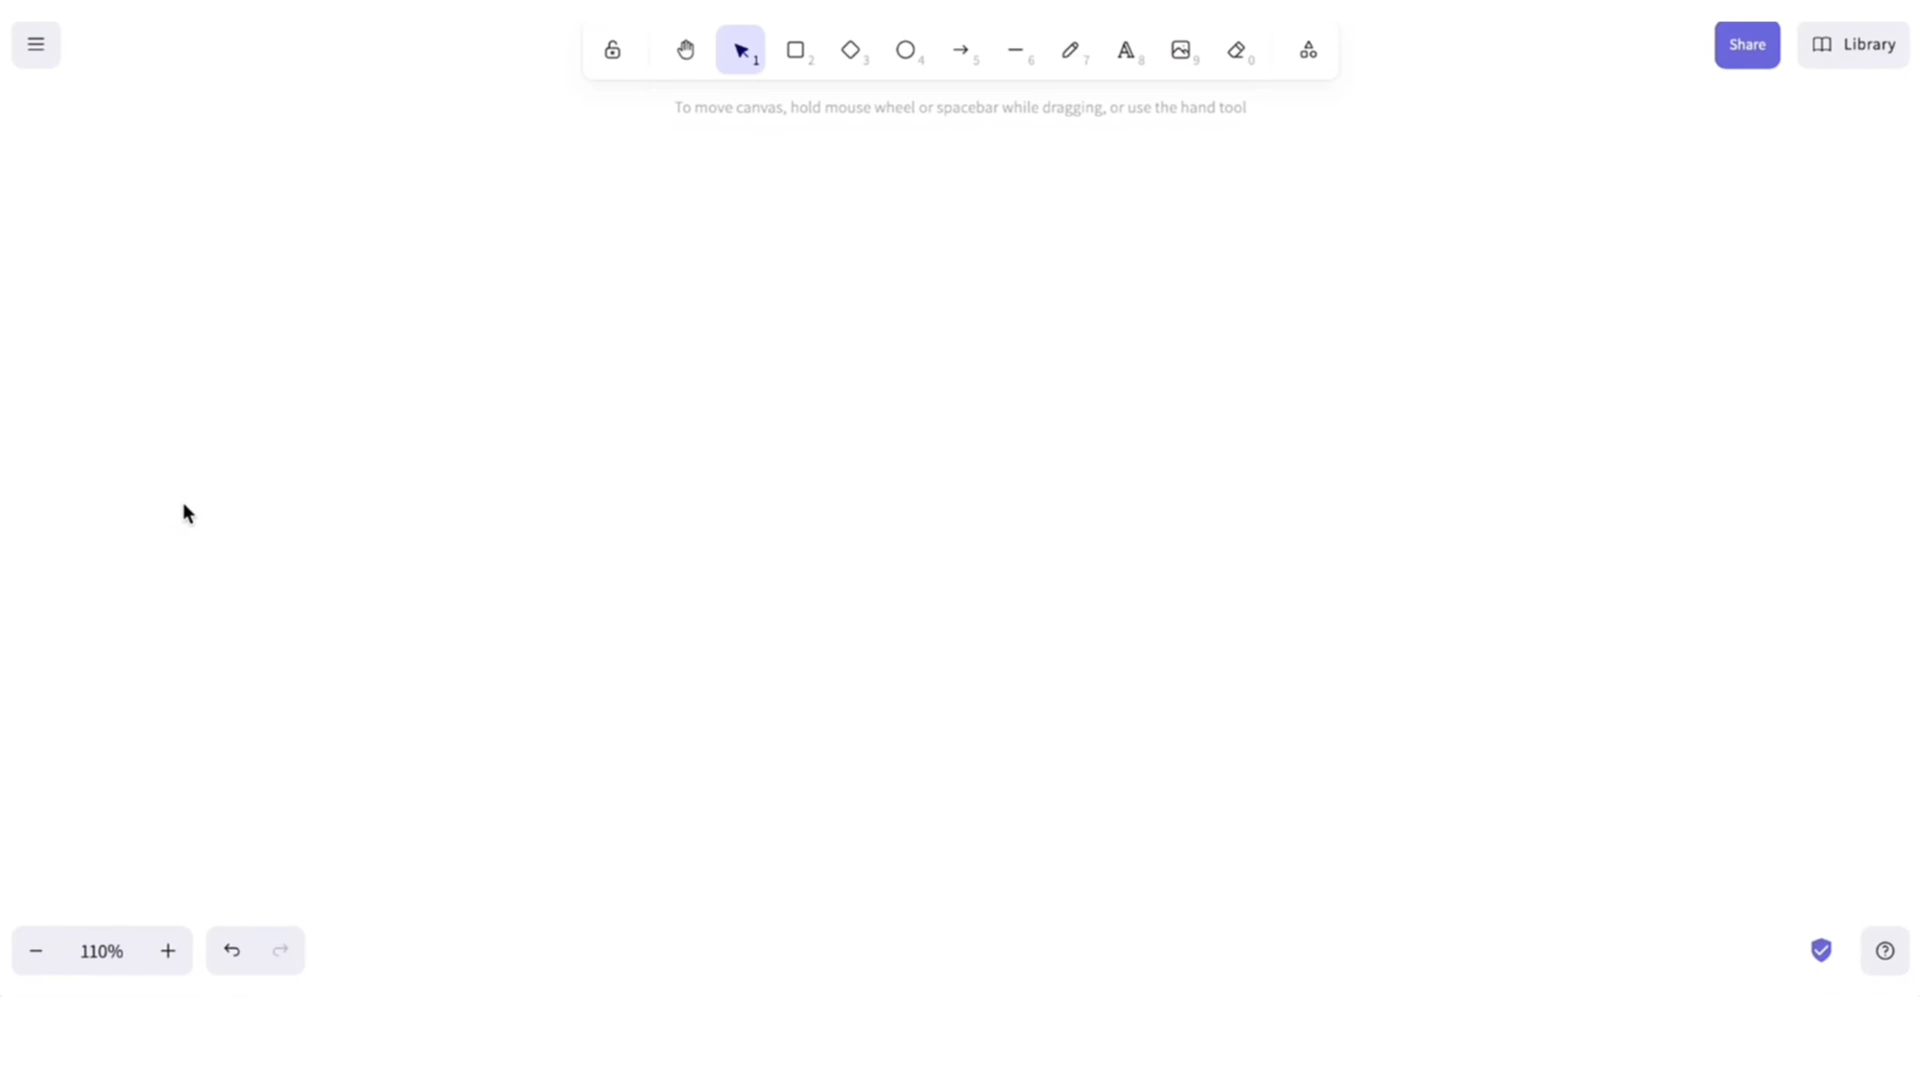 1 2 3 4 5 6 7 8 9 0
Share
Library
To move canvas, hold mouse wheel or spacebar while dragging, or use the hand tool
110%